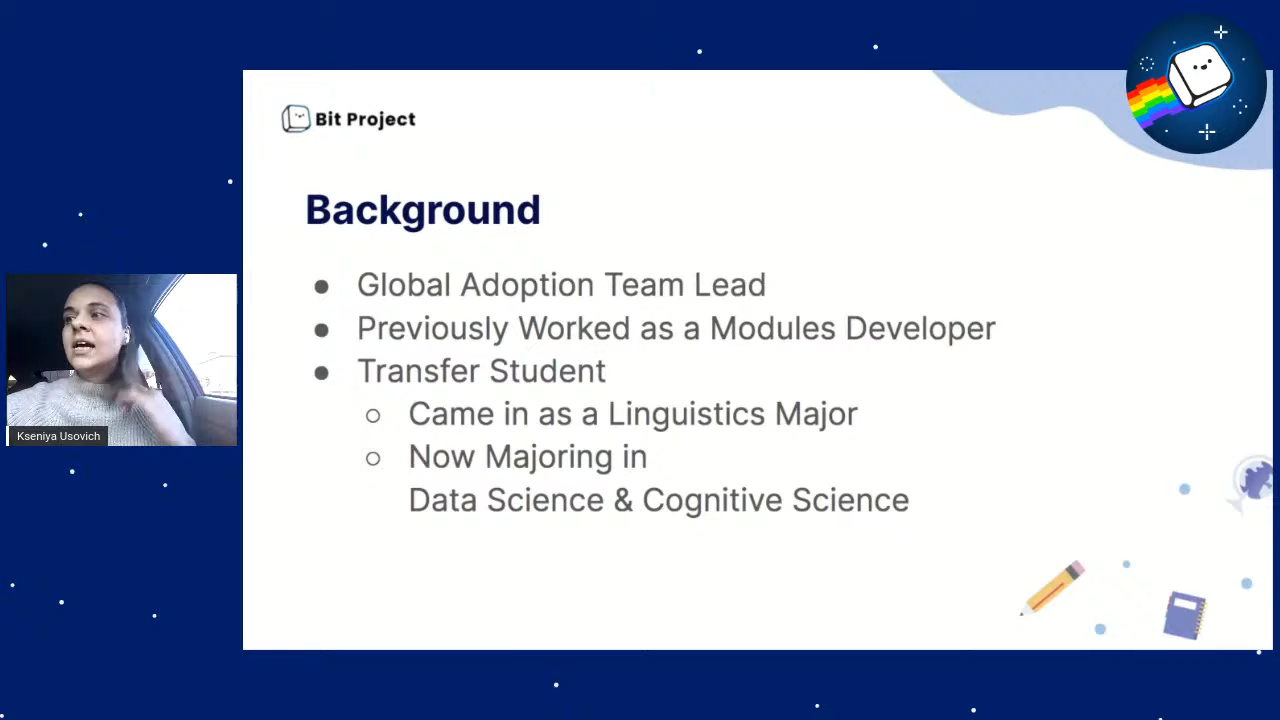 Bit Project
Background
● Global Adoption Team Lead
● Previously Worked as a Modules Developer
● Transfer Student
○ Came in as a Linguistics Major
○ Now Majoring in
Data Science & Cognitive Science
Kseniya Usovich